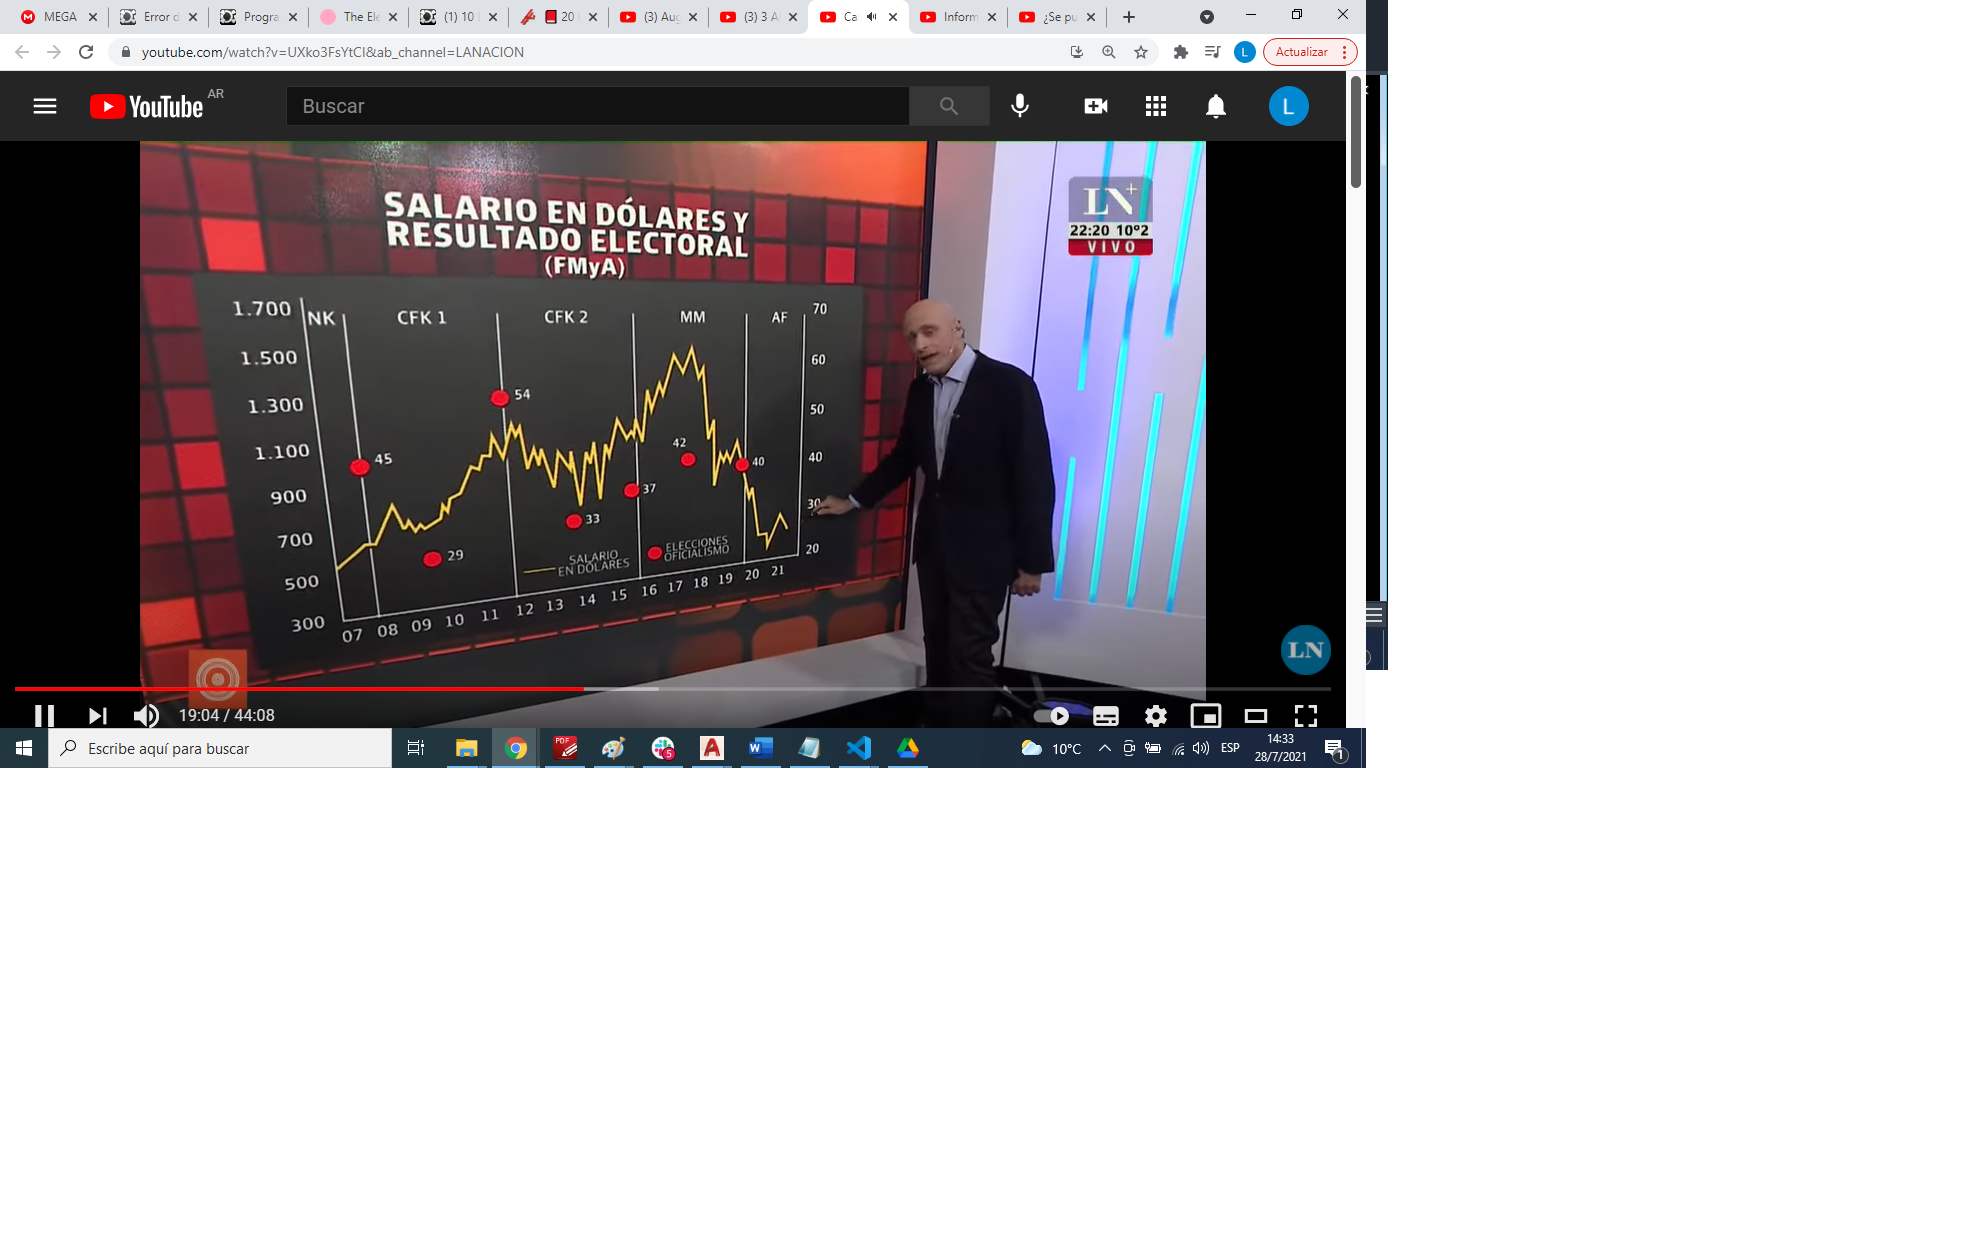 MEGA
Error d
Progra
The Ele
(1) 10
20
(3) Aug
(3) 3 A
Ca
Inform
¿Se pu
youtube.com/watch?v=UXko3FsYtCI&ab_channel=LANACION
L
Actualizar
YouTube AR
Buscar
L
SALARIO EN DÓLARES Y
RESULTADO ELECTORAL
(FMyA)
LN+
22:20 10º2
VIVO
1.700
1.500
1.300
1.100
900
700
500
300
NK
CFK 1
CFK 2
MM
AF
70
60
50
40
30
20
45
29
54
33
37
42
40
SALARIO
EN DÓLARES
ELECCIONES
OFICIALISMO
07 08 09 10 11 12 13 14 15 16 17 18 19 20 21
LN
19:04 / 44:08
Escribe aquí para buscar
PDF
5
A
W
10°C
ESP
14:33
28/7/2021
1